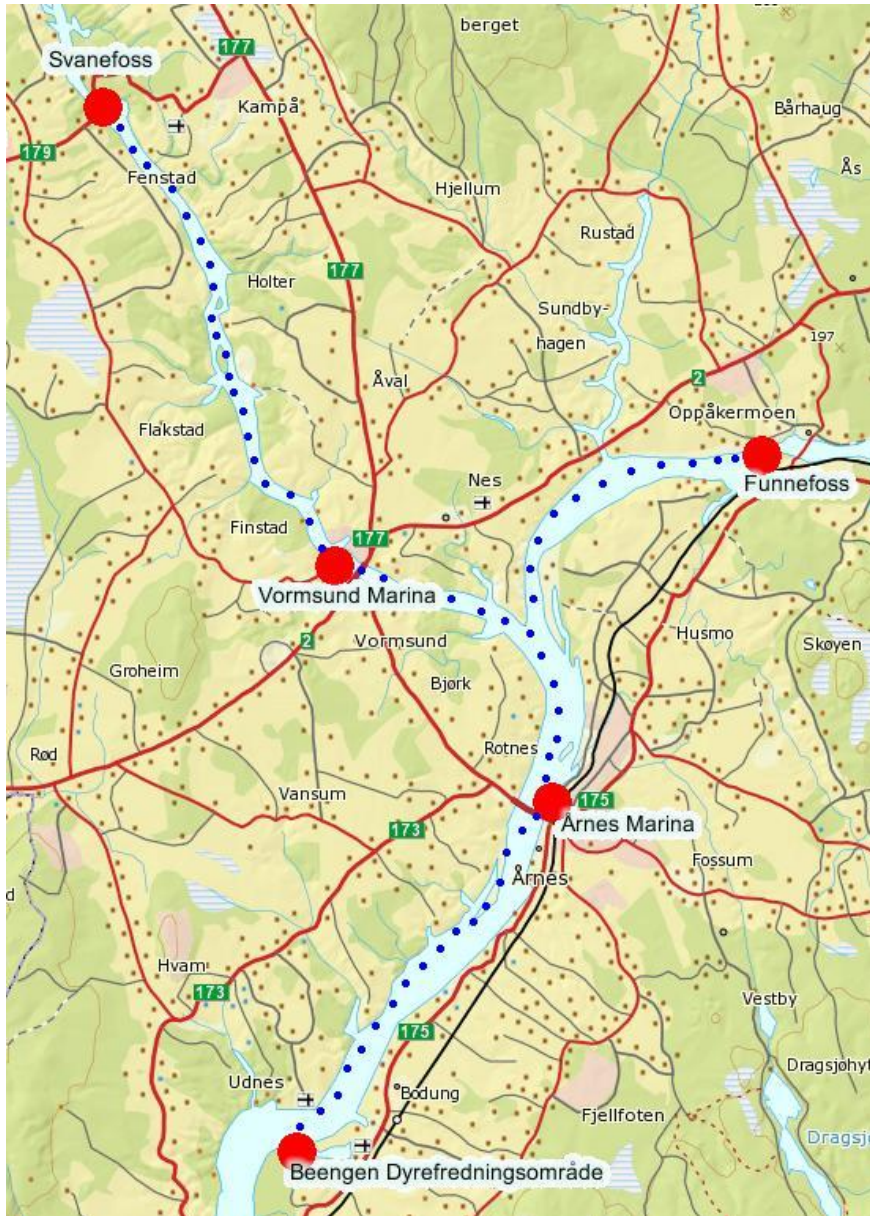 berget
Svanefoss
177
Kampå
Bårhaug
179
Ås
Fenstad
Hjellum
Rustad
177
Holter
Sundby-
hagen
197
Åval
2
Oppåkermoen
Flakstad
Nes
Funnefoss
Finstad
177
Vormsund Marina
2
Vormsund
Husmo
Skøyen
Groheim
Bjørk
Rotnes
Rød
Vansum
175
173
Årnes Marina
Fossum
Årnes
d
Hvam
173
Vestby
175
Dragsjøhyt
Udnes
Bodung
Fjellfoten
Dragsj
Beengen Dyrefredningsområde